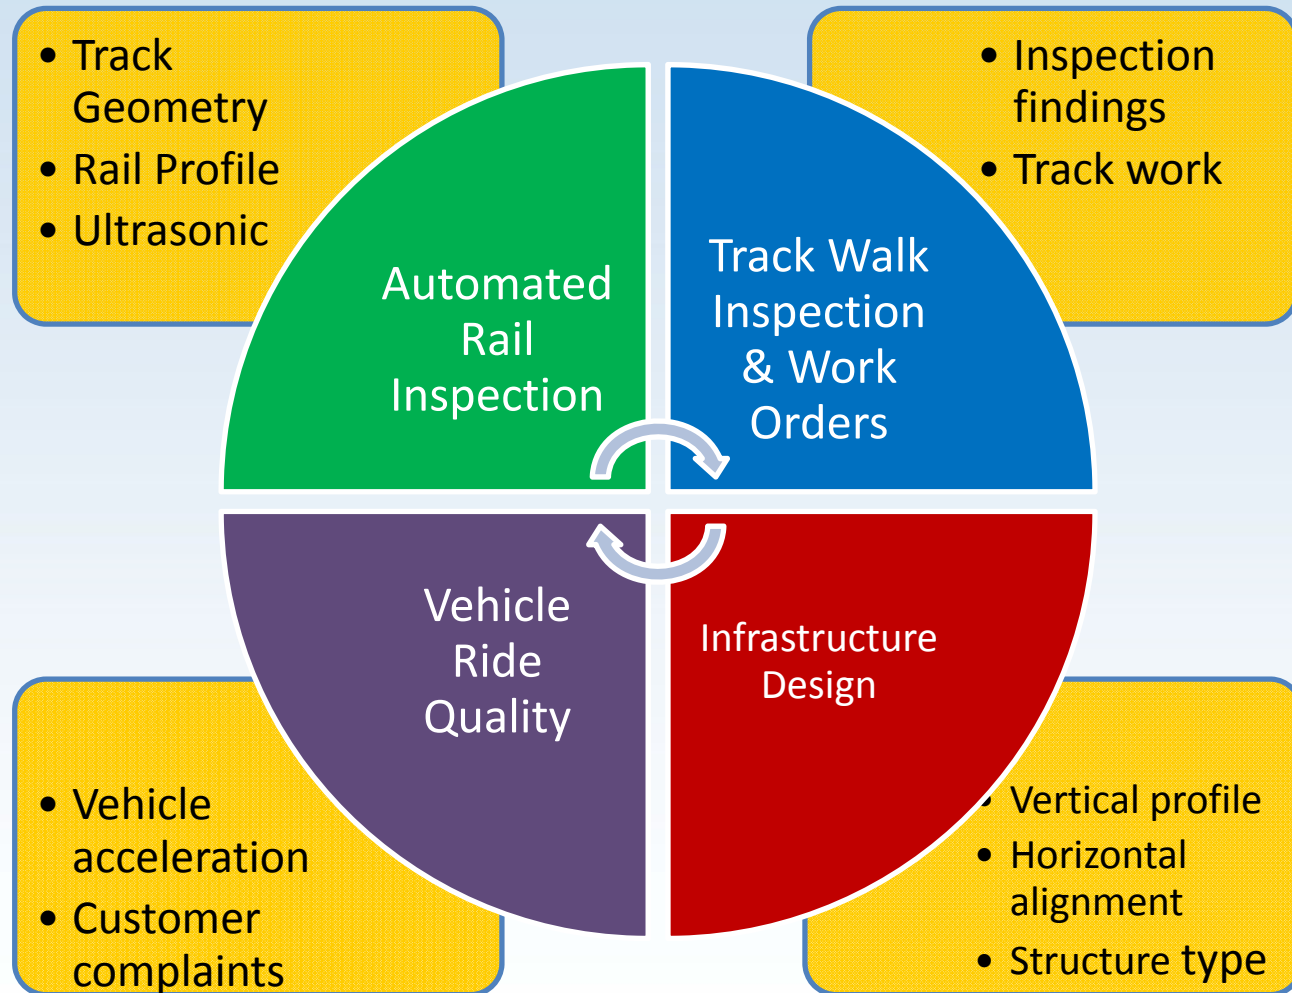 • Track
Geometry
• Rail Profile
• Ultrasonic
• Inspection
findings
• Track work
Automated
Rail
Inspection
Track Walk
Inspection
& Work
Orders
Vehicle
Ride
Quality
Infrastructure
Design
• Vehicle
acceleration
• Customer
complaints
• Vertical profile
• Horizontal
alignment
• Structure type